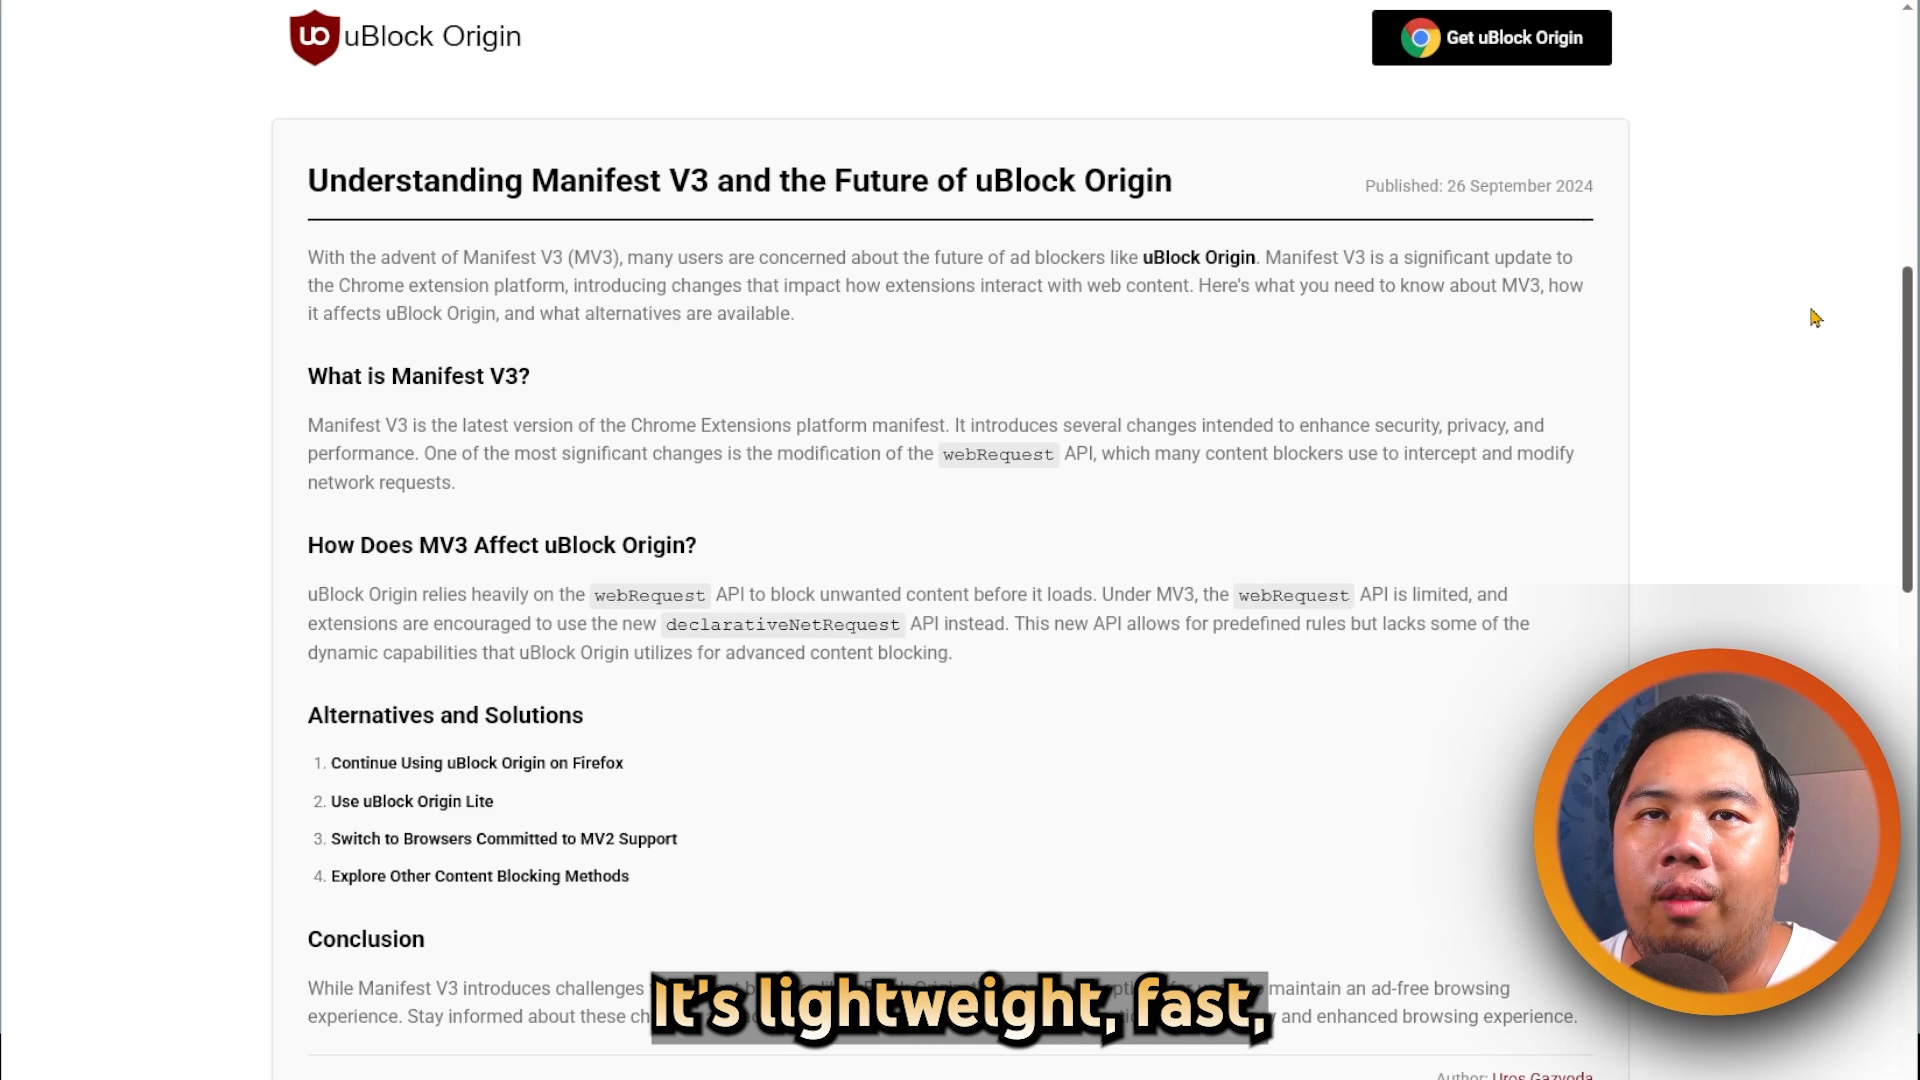 uBlock Origin
Get uBlock Origin
Understanding Manifest V3 and the Future of uBlock Origin
Published: 26 September 2024
With the advent of Manifest V3 (MV3), many users are concerned about the future of ad blockers like uBlock Origin. Manifest V3 is a significant update to
the Chrome extension platform, introducing changes that impact how extensions interact with web content. Here's what you need to know about MV3, how
it affects uBlock Origin, and what alternatives are available.
What is Manifest V3?
Manifest V3 is the latest version of the Chrome Extensions platform manifest. It introduces several changes intended to enhance security, privacy, and
performance. One of the most significant changes is the modification of the webRequest API, which many content blockers use to intercept and modify
network requests.
How Does MV3 Affect uBlock Origin?
uBlock Origin relies heavily on the webRequest API to block unwanted content before it loads. Under MV3, the webRequest API is limited, and
extensions are encouraged to use the new declarativeNetRequest API instead. This new API allows for predefined rules but lacks some of the
dynamic capabilities that uBlock Origin utilizes for advanced content blocking.
Alternatives and Solutions
1. Continue Using uBlock Origin on Firefox
2. Use uBlock Origin Lite
3. Switch to Browsers Committed to MV2 Support
4. Explore Other Content Blocking Methods
Conclusion
While Manifest V3 introduces challenges maintain an ad-free browsing
experience. Stay informed about these and enhanced browsing experience.
It's lightweight, fast,
Author: Uros Gazvoda